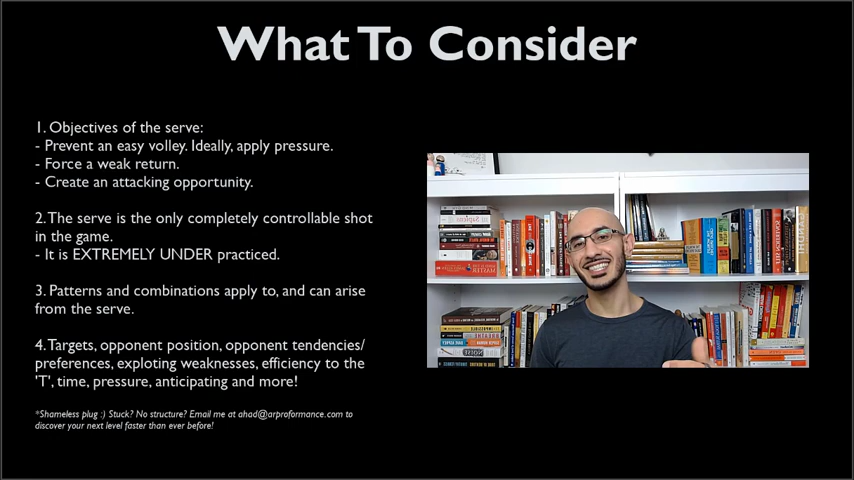 What To Consider
1. Objectives of the serve:
- Prevent an easy volley. Ideally, apply pressure.
- Force a weak return.
- Create an attacking opportunity.
2. The serve is the only completely controllable shot
in the game.
- It is EXTREMELY UNDER practiced.
3. Patterns and combinations apply to, and can arise
from the serve.
4. Targets, opponent position, opponent tendencies/
preferences, exploting weaknesses, efficiency to the
'T', time, pressure, anticipating and more!
*Shameless plug :) Stuck? No structure? Email me at ahad@arproformance.com to
discover your next level faster than ever before!